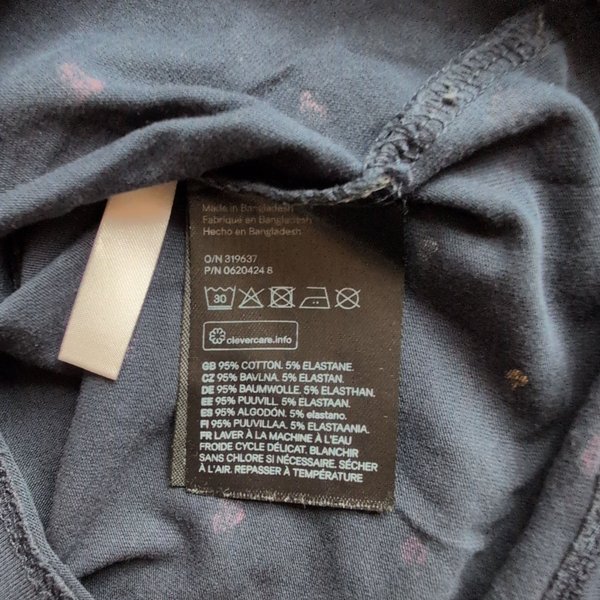 Made in Bangladesh
Fabriqué en Bangladesh
Hecho en Bangladesh
O/N 319637
P/N 0620424 8
30
clevercare.info
GB 95% COTTON. 5% ELASTANE.
CZ 95% BAVLNA. 5% ELASTAN.
DE 95% BAUMWOLLE. 5% ELASTHAN.
EE 95% PUUVILL. 5% ELASTAAN.
ES 95% ALGODÓN. 5% elastano.
FI 95% PUUVILLAA. 5% ELASTAANIA.
FR LAVER À LA MACHINE À L'EAU
FROIDE CYCLE DÉLICAT. BLANCHIR
SANS CHLORE SI NÉCESSAIRE. SÉCHER
À L'AIR. REPASSER À TEMPÉRATURE